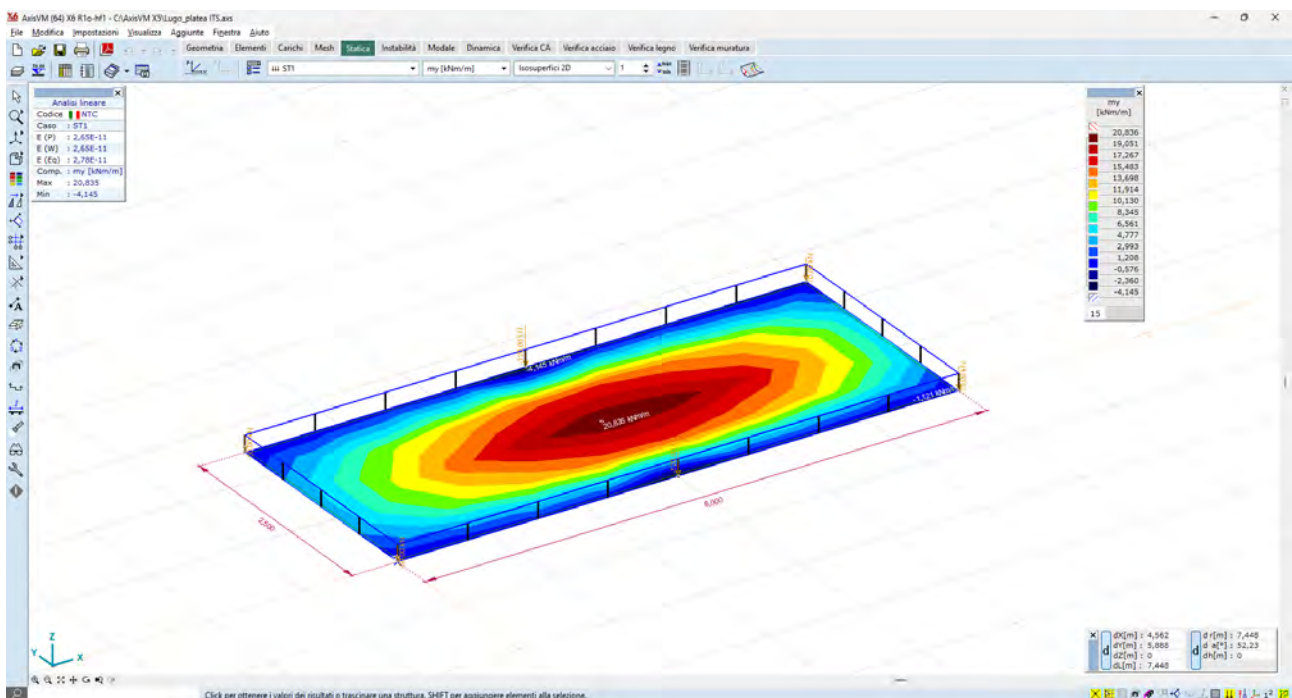 AxisVM (64) X6 R1o-hf1 - C:\AxisVM X5\Lugo_platea ITS.axs
File Modifica Impostazioni Visualizza Aggiunte Finestra Aiuto
Geometria Elementi Carichi Mesh Statica Instabilità Modale Dinamica Verifica CA Verifica acciaio Verifica legno Verifica muratura
ST1 my [kNm/m] Isosuperfici 2D 1
Analisi lineare
Codice NTC
Caso : ST1
E (P) : 2,65E-11
E (W) : 2,65E-11
E (Eq) : 2,78E-11
Comp. : my [kNm/m]
Max : 20,835
Min : -4,145
my
[kNm/m]
20,836
19,051
17,267
15,483
13,698
11,914
10,130
8,345
6,561
4,777
2,993
1,208
-0,576
-2,360
-4,145
15
-4,145 kNm/m
20,835 kNm/m
-1,121 kNm/m
2,500
Z
Y
X
d
dX[m] : 4,562
dY[m] : 5,888
dZ[m] : 0
dL[m] : 7,448
d
d r[m] : 7,448
d a[°] : 52,23
dh[m] : 0
Click per ottenere i valori dei risultati o trascinare una struttura. SHIFT per aggiungere elementi alla selezione.